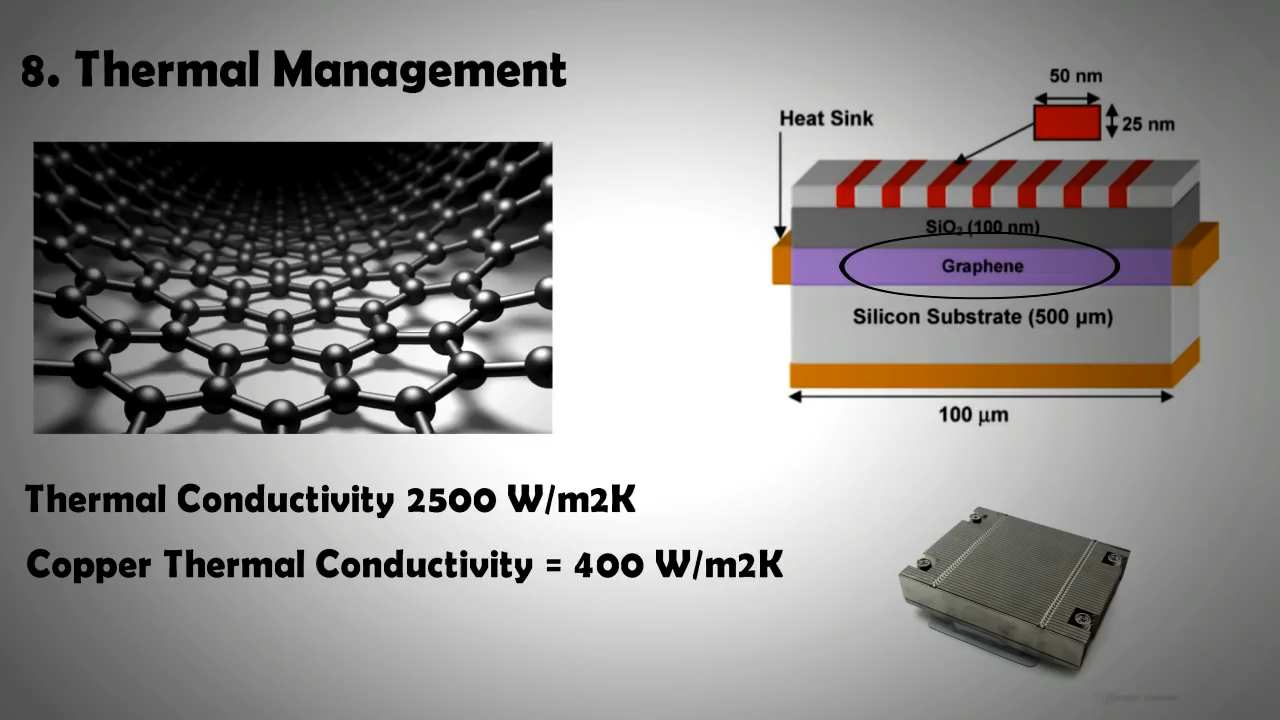 8. Thermal Management
50 nm
Heat Sink
25 nm
SiO₂ (100 nm)
Graphene
Silicon Substrate (500 µm)
100 µm
Thermal Conductivity 2500 W/m2K
Copper Thermal Conductivity = 400 W/m2K